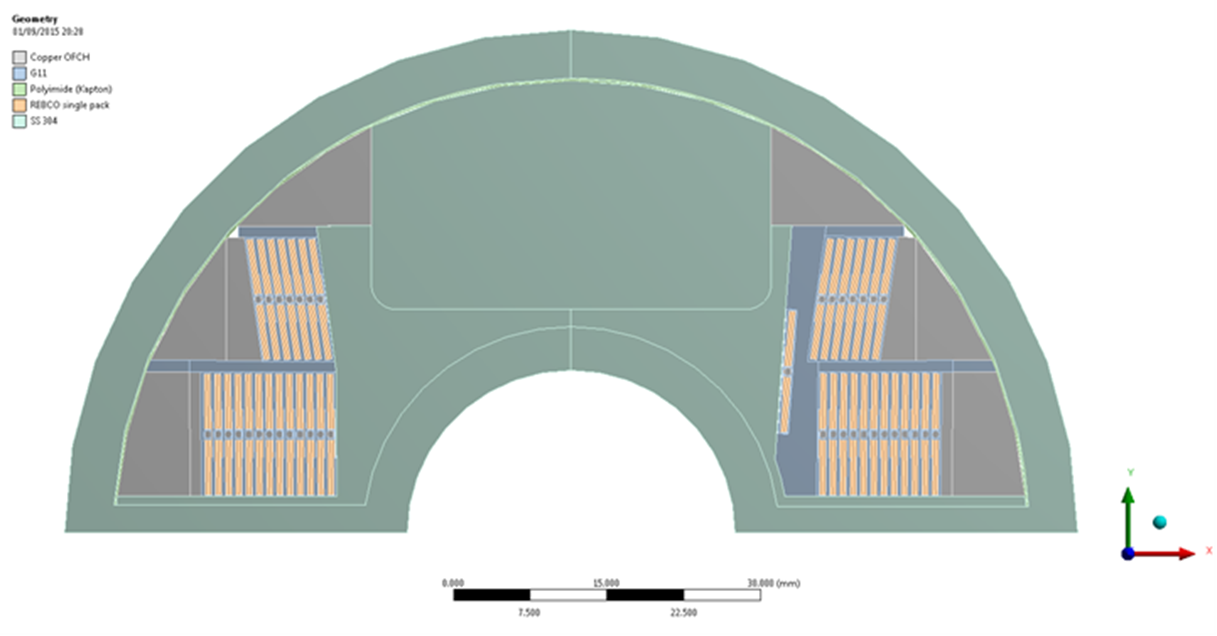 Geometry
01/09/2015 20:20
Copper OFCH
G11
Polyimide (Kapton)
REBCO single pack
SS 304
Y
X
0.000 15.000 30.000 (mm)
7.500 22.500